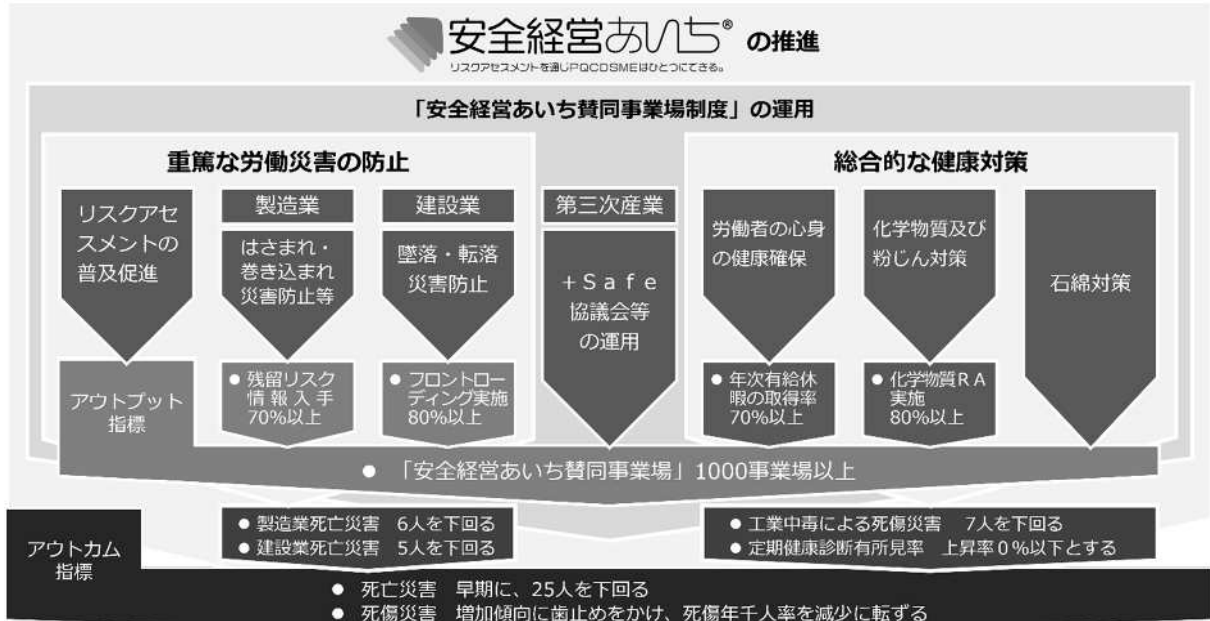 安全経営あいち® の推進
リスクアセスメントを通じPQCDSMEはひとつにできる。
「安全経営あいち賛同事業場制度」の運用
重篤な労働災害の防止
総合的な健康対策
リスクアセ
スメントの
普及促進
製造業
はさまれ・
巻き込まれ
災害防止等
建設業
墜落・転落
災害防止
第三次産業
+Safe
協議会等
の運用
労働者の心身
の健康確保
化学物質及び
粉じん対策
石綿対策
アウトプット
指標
● 残留リスク
情報入手
70%以上
● フロントロー
ディング実施
80%以上
● 年次有給休
暇の取得率
70%以上
● 化学物質RA
実施
80%以上
● 「安全経営あいち賛同事業場」1000事業場以上
アウトカム
指標
● 製造業死亡災害 6人を下回る
● 建設業死亡災害 5人を下回る
● 工業中毒による死傷災害 7人を下回る
● 定期健康診断有所見率 上昇率0%以下とする
● 死亡災害 早期に、25人を下回る
● 死傷災害 増加傾向に歯止めをかけ、死傷年千人率を減少に転ずる